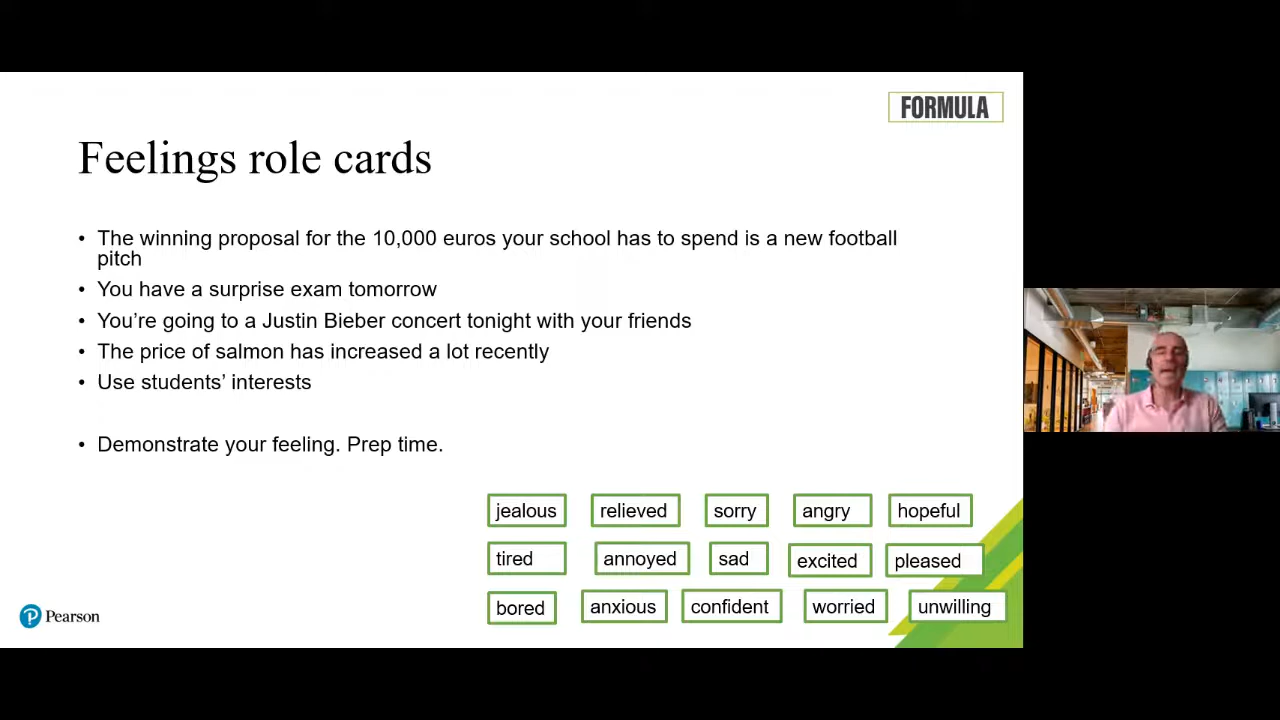 FORMULA
Feelings role cards
• The winning proposal for the 10,000 euros your school has to spend is a new football
pitch
• You have a surprise exam tomorrow
• You’re going to a Justin Bieber concert tonight with your friends
• The price of salmon has increased a lot recently
• Use students’ interests
• Demonstrate your feeling. Prep time.
jealous relieved sorry angry hopeful
tired annoyed sad excited pleased
bored anxious confident worried unwilling
Pearson